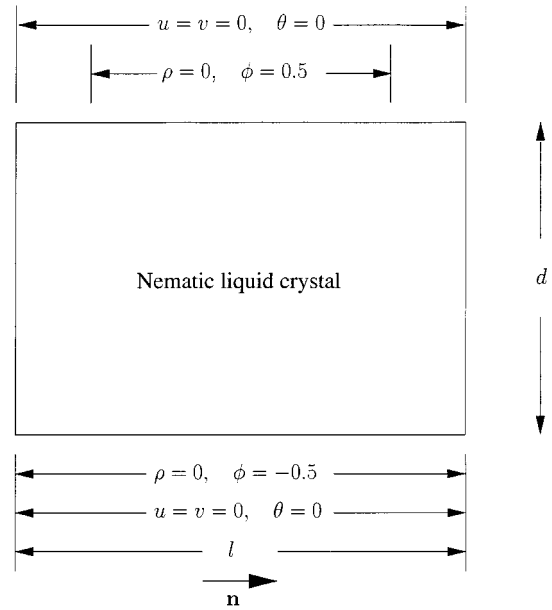 u = v = 0, θ = 0
ρ = 0, ϕ = 0.5
Nematic liquid crystal
d
ρ = 0, ϕ = −0.5
u = v = 0, θ = 0
l
n